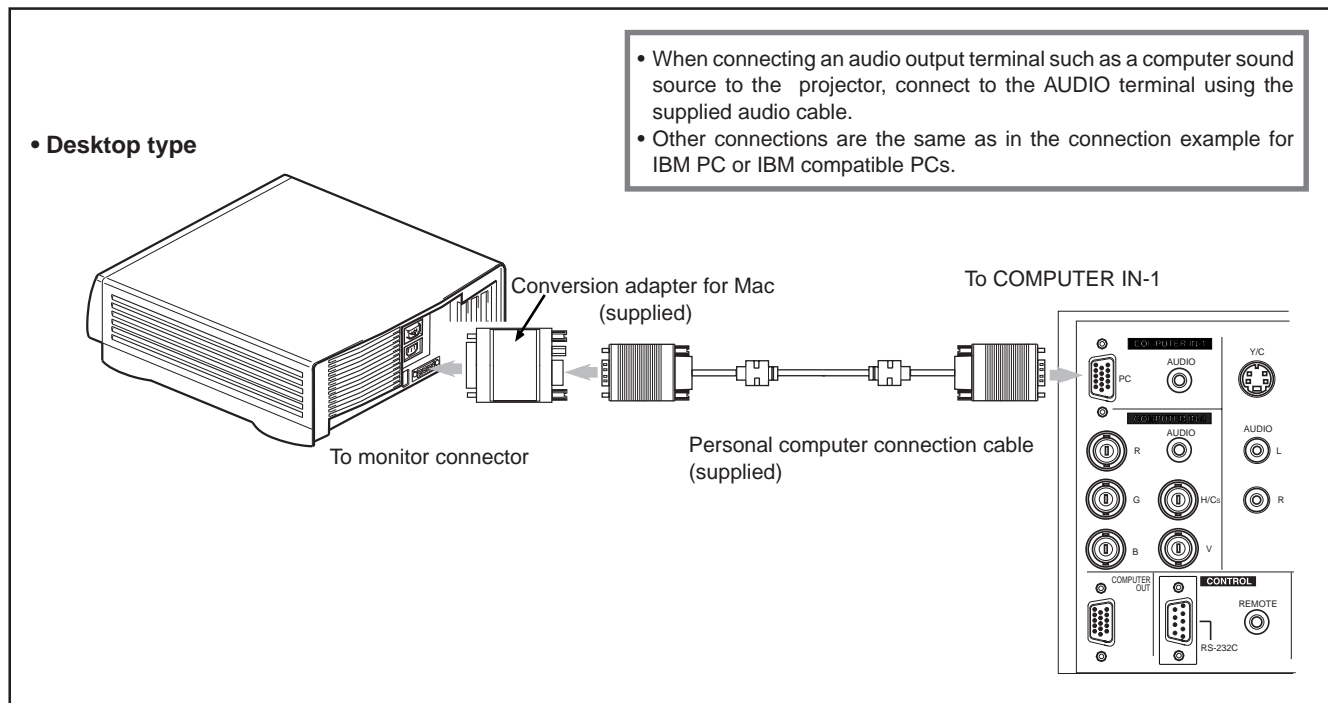 • When connecting an audio output terminal such as a computer sound
source to the projector, connect to the AUDIO terminal using the
supplied audio cable.
• Other connections are the same as in the connection example for
IBM PC or IBM compatible PCs.
• Desktop type
Conversion adapter for Mac
(supplied)
To COMPUTER IN-1
To monitor connector
Personal computer connection cable
(supplied)
COMPUTER IN-1
AUDIO
PC
Y/C
AUDIO
R
G
H/Cs
B
V
AUDIO
L
R
COMPUTER
OUT
CONTROL
REMOTE
RS-232C